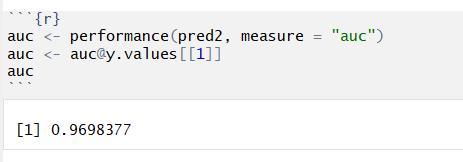 ```{r}
auc <- performance(pred2, measure = "auc")
auc <- auc@y.values[[1]]
auc
```
[1] 0.9698377